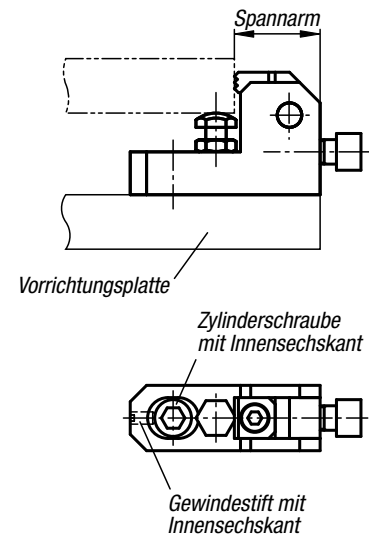 Spannarm
Vorrichtungsplatte
Zylinderschraube
mit Innensechskant
Gewindestift mit
Innensechskant